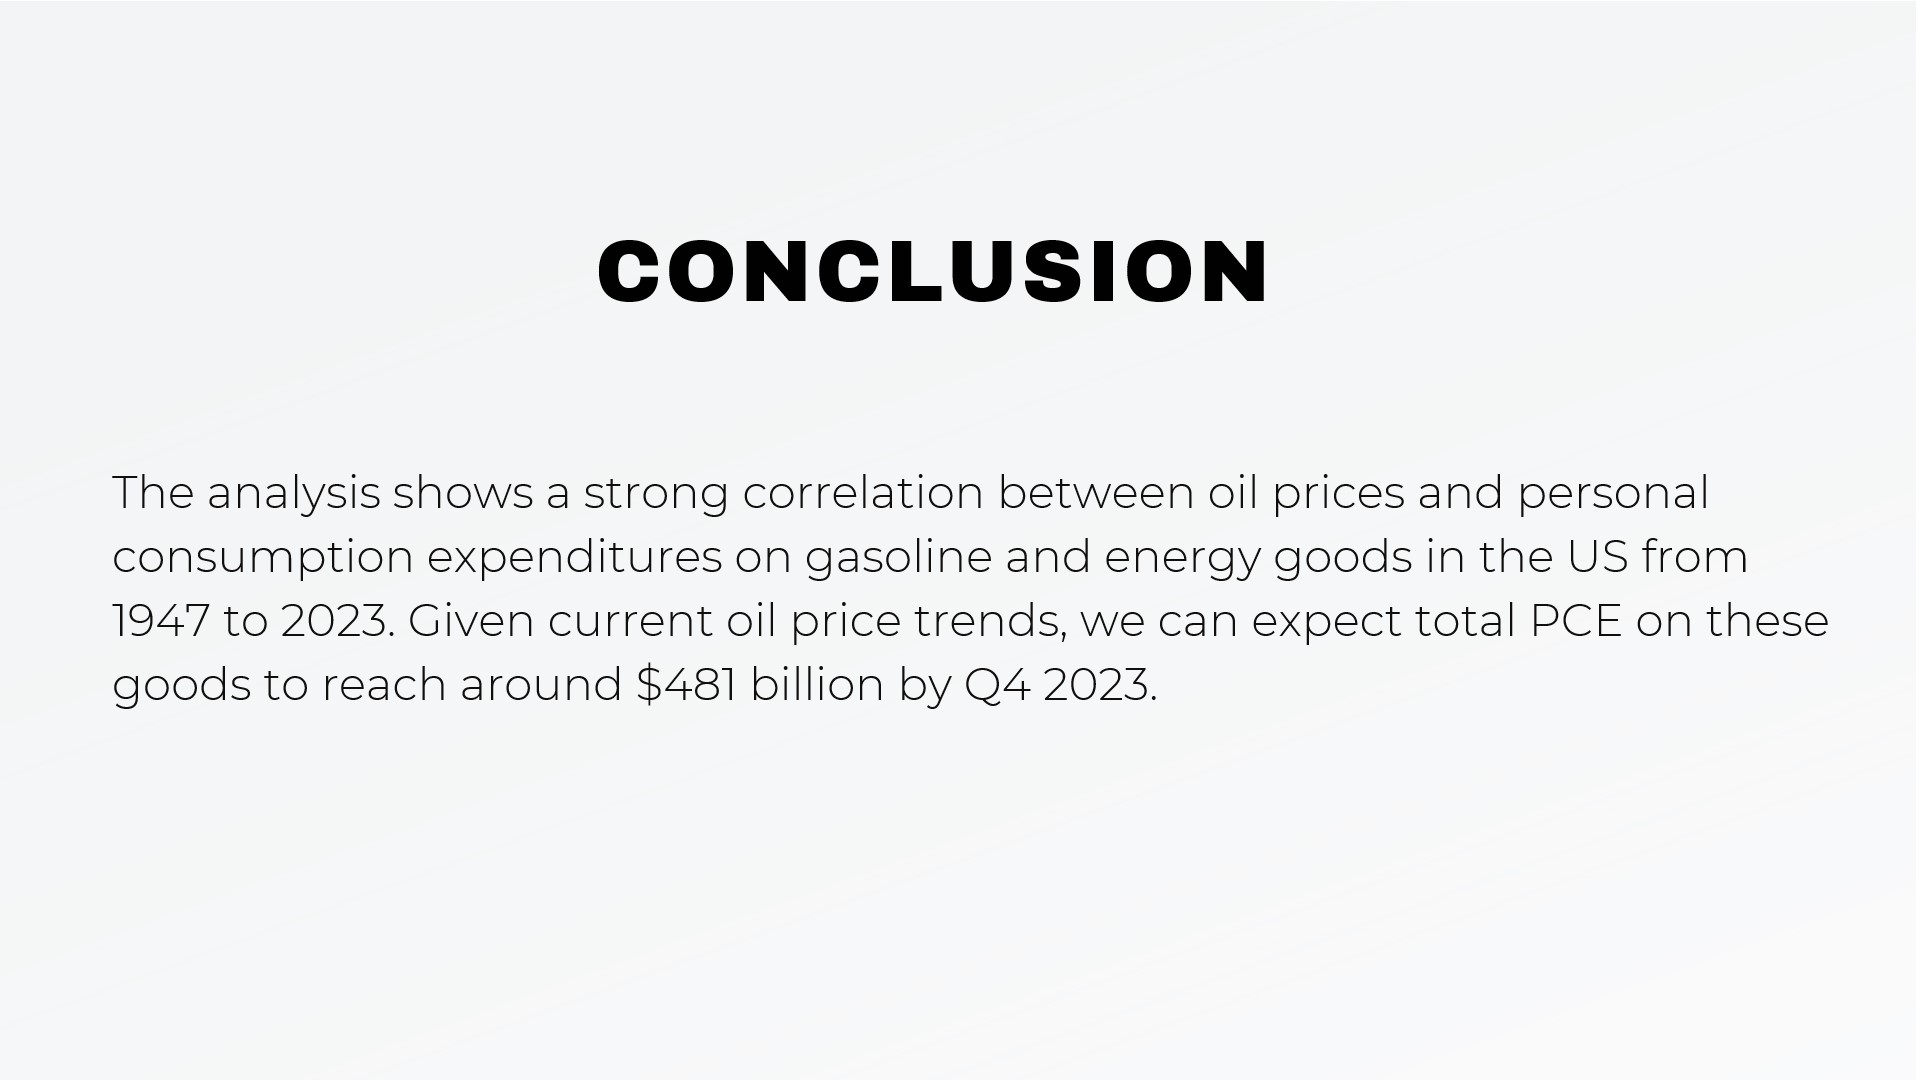 CONCLUSION
The analysis shows a strong correlation between oil prices and personal
consumption expenditures on gasoline and energy goods in the US from
1947 to 2023. Given current oil price trends, we can expect total PCE on these
goods to reach around $481 billion by Q4 2023.